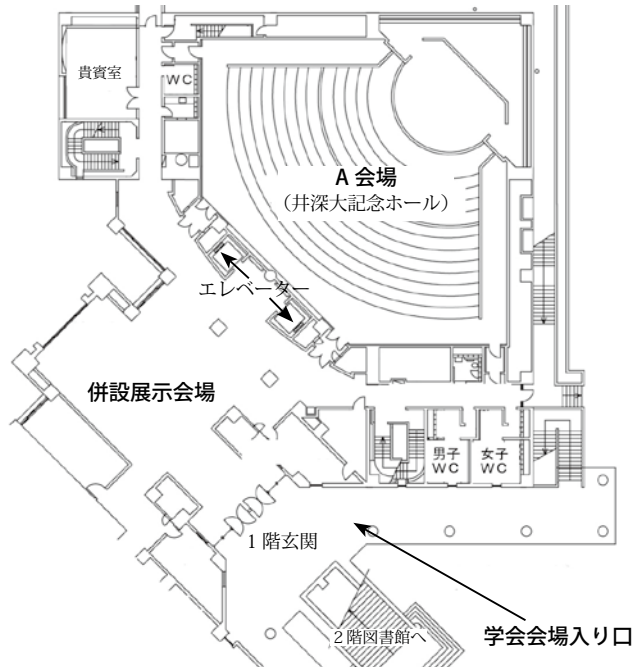 貴賓室
WC
A 会場
(井深大記念ホール)
エレベーター
併設展示会場
男子
WC
女子
WC
1 階玄関
2 階図書館へ
学会会場入り口